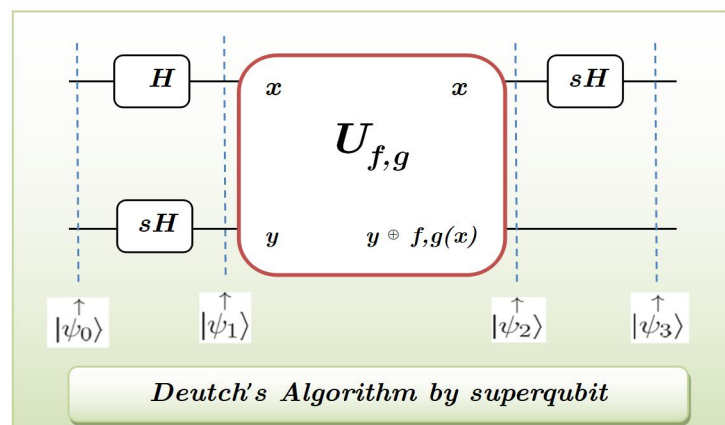 H
sH
x
x
U_{f,g}
sH
y
y ⊕ f,g(x)
↑
|ψ₀⟩
↑
|ψ₁⟩
↑
|ψ₂⟩
↑
|ψ₃⟩
Deutch's Algorithm by superqubit